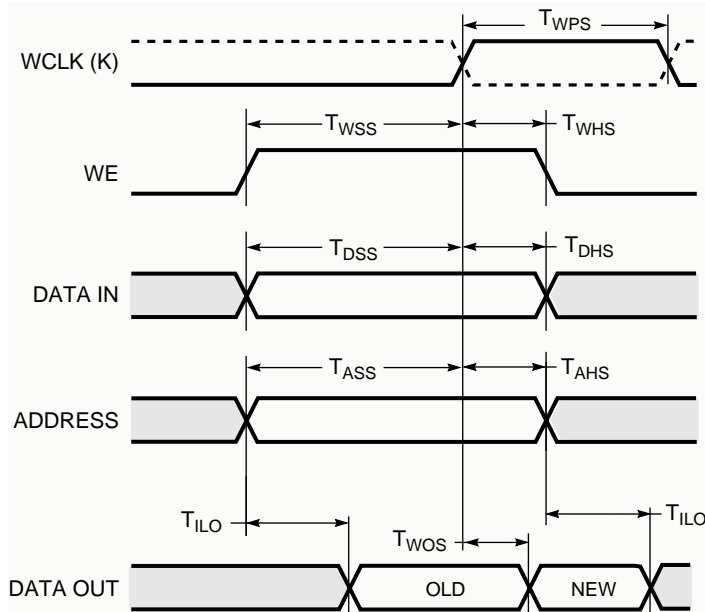 T_WPS
WCLK (K)
T_WSS T_WHS
WE
T_DSS T_DHS
DATA IN
T_ASS T_AHS
ADDRESS
T_ILO T_WOS T_ILO
DATA OUT OLD NEW